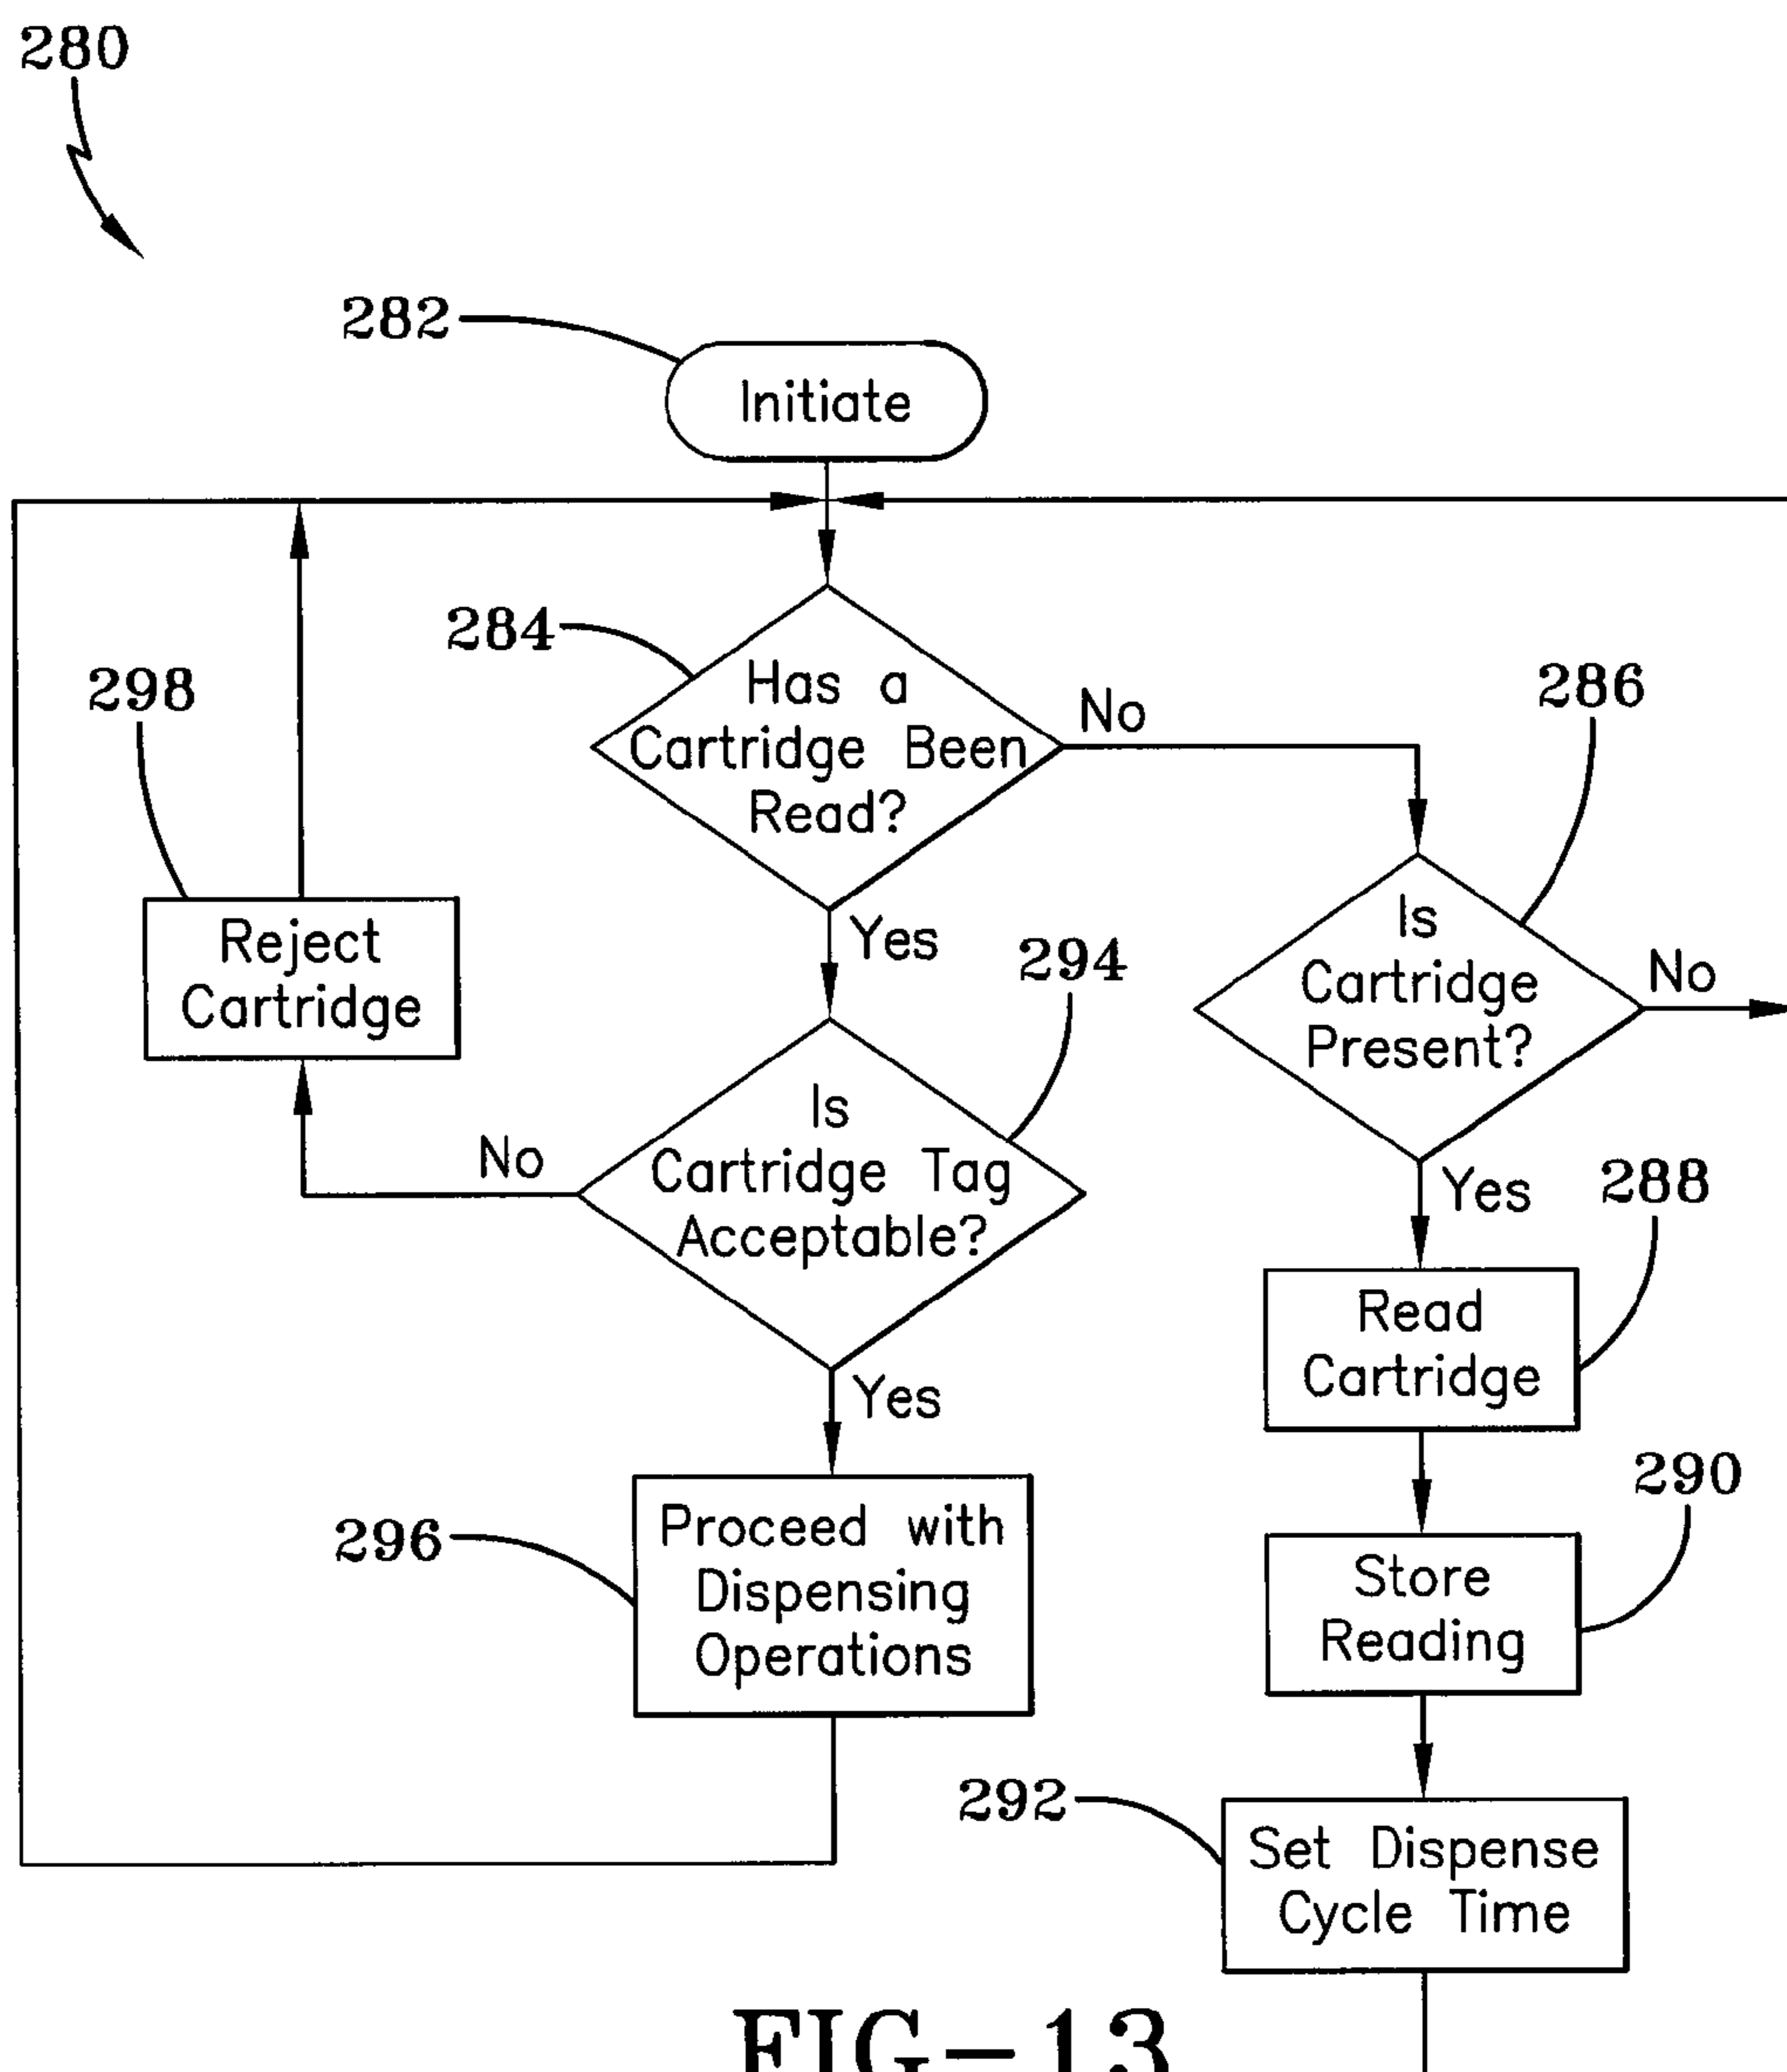 280
282
Initiate
284
Has a
Cartridge Been
Read?
No
286
298
Reject
Cartridge
Yes
294
Is
Cartridge
Present?
No
Is
Cartridge Tag
Acceptable?
No
Yes
288
Read
Cartridge
Yes
296
Proceed with
Dispensing
Operations
290
Store
Reading
292
Set Dispense
Cycle Time
FIG-13